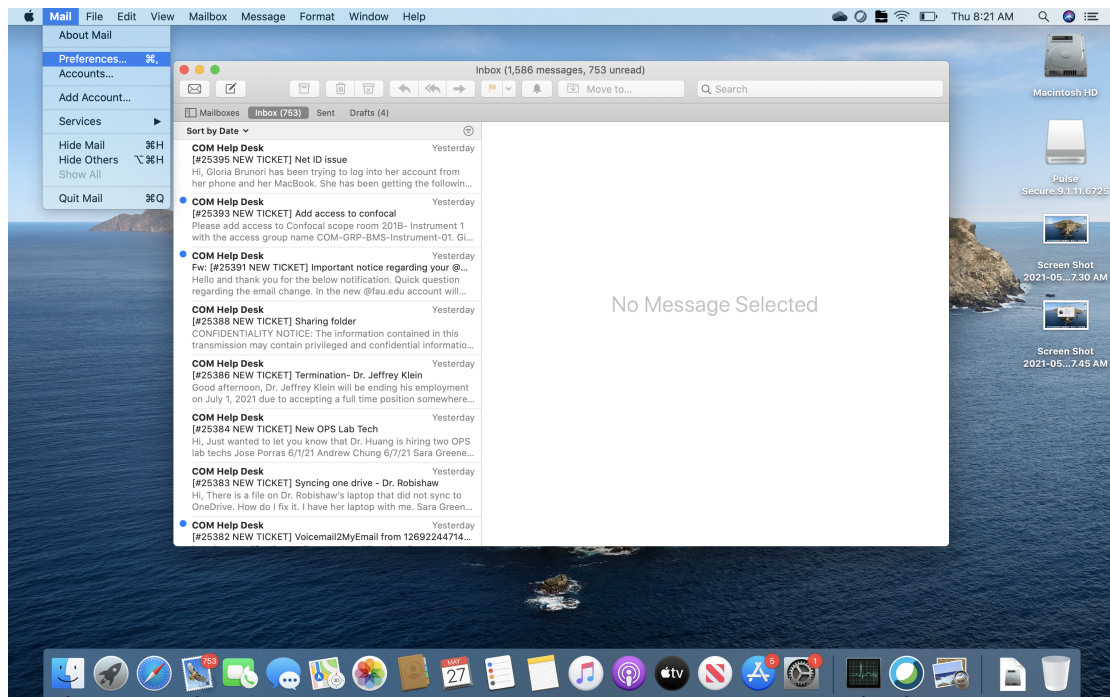 Mail File Edit View Mailbox Message Format Window Help
Thu 8:21 AM
About Mail
Preferences... ⌘,
Accounts...
Add Account...
Services
Hide Mail ⌘H
Hide Others ⌥⌘H
Show All
Quit Mail ⌘Q
Inbox (1,586 messages, 753 unread)
Move to...
Search
Mailboxes Inbox (753) Sent Drafts (4)
Sort by Date
COM Help Desk Yesterday
[#25395 NEW TICKET] Net ID issue
Hi, Gloria Brunori has been trying to log into her account from
her phone and her MacBook. She has been getting the followin...
COM Help Desk Yesterday
[#25393 NEW TICKET] Add access to confocal
Please add access to Confocal scope room 201B- Instrument 1
with the access group name COM-GRP-BMS-Instrument-01. Gi...
COM Help Desk Yesterday
Fw: [#25391 NEW TICKET] Important notice regarding your @...
Hello and thank you for the below notification. Quick question
regarding the email change. In the new @fau.edu account will...
COM Help Desk Yesterday
[#25388 NEW TICKET] Sharing folder
CONFIDENTIALITY NOTICE: The information contained in this
transmission may contain privileged and confidential informatio...
COM Help Desk Yesterday
[#25386 NEW TICKET] Termination- Dr. Jeffrey Klein
Good afternoon, Dr. Jeffrey Klein will be ending his employment
on July 1, 2021 due to accepting a full time position somewhere...
COM Help Desk Yesterday
[#25384 NEW TICKET] New OPS Lab Tech
Hi, Just wanted to let you know that Dr. Huang is hiring two OPS
lab techs Jose Porras 6/1/21 Andrew Chung 6/7/21 Sara Greene...
COM Help Desk Yesterday
[#25383 NEW TICKET] Syncing one drive - Dr. Robishaw
Hi, There is a file on Dr. Robishaw's laptop that did not sync to
OneDrive. How do I fix it. I have her laptop with me. Sara Green...
COM Help Desk Yesterday
[#25382 NEW TICKET] Voicemail2MyEmail from 12692244714...
No Message Selected
Macintosh HD
Pulse
Secure.9.1.11.6725
Screen Shot
2021-05...7.30 AM
Screen Shot
2021-05...7.45 AM
753
MAY
27
tv
5
1